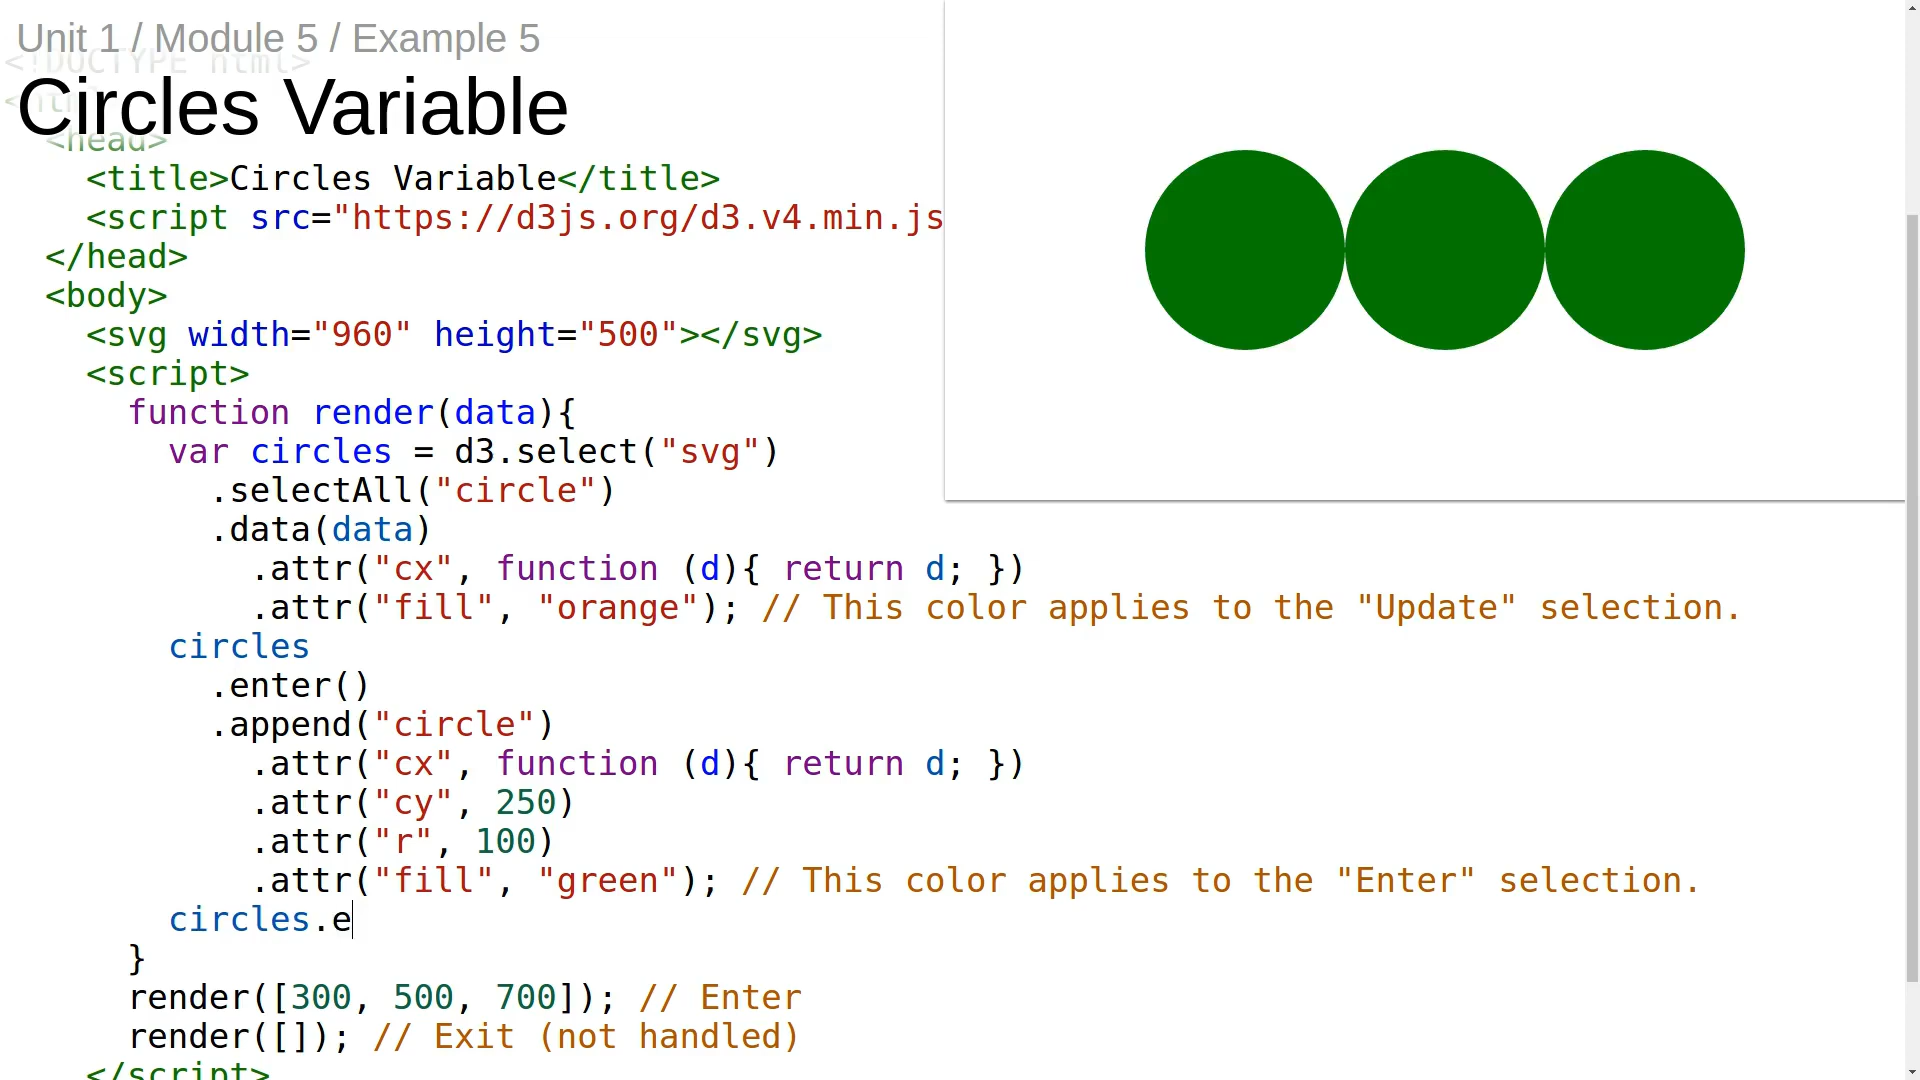 Unit 1 / Module 5 / Example 5
<!DOCTYPE html>
Circles Variable
<head>
<title>Circles Variable</title>
<script src="https://d3js.org/d3.v4.min.js
</head>
<body>
<svg width="960" height="500"></svg>
<script>
function render(data){
var circles = d3.select("svg")
.selectAll("circle")
.data(data)
.attr("cx", function (d){ return d; })
.attr("fill", "orange"); // This color applies to the "Update" selection.
circles
.enter()
.append("circle")
.attr("cx", function (d){ return d; })
.attr("cy", 250)
.attr("r", 100)
.attr("fill", "green"); // This color applies to the "Enter" selection.
circles.e
}
render([300, 500, 700]); // Enter
render([]); // Exit (not handled)
</script>